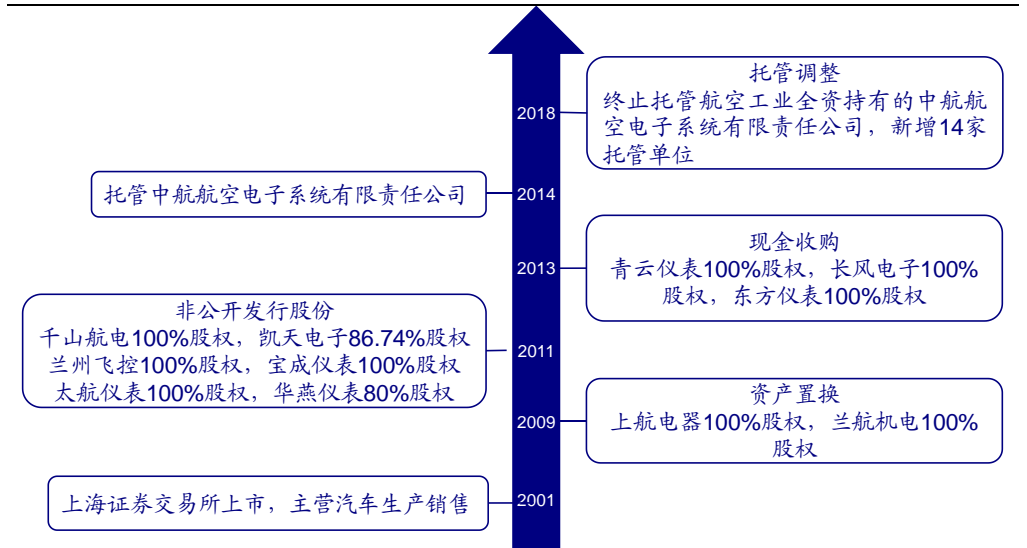 托管调整
终止托管航空工业全资持有的中航航
空电子系统有限责任公司，新增14家
托管单位
2018
托管中航航空电子系统有限责任公司
2014
现金收购
青云仪表100%股权，长风电子100%
股权，东方仪表100%股权
2013
非公开发行股份
千山航电100%股权，凯天电子86.74%股权
兰州飞控100%股权，宝成仪表100%股权
太航仪表100%股权，华燕仪表80%股权
2011
资产置换
上航电器100%股权，兰航机电100%
股权
2009
上海证券交易所上市，主营汽车生产销售
2001